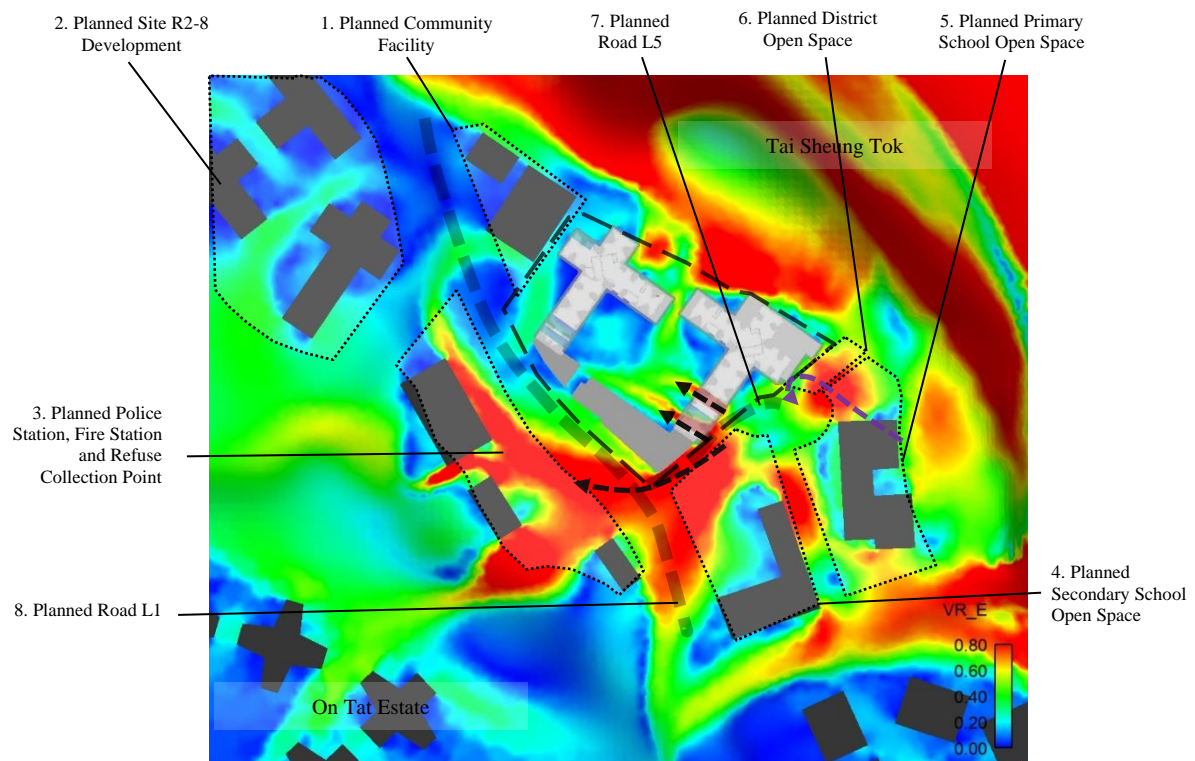 2. Planned Site R2-8
Development
1. Planned Community
Facility
7. Planned
Road L5
6. Planned District
Open Space
5. Planned Primary
School Open Space
Tai Sheung Tok
3. Planned Police
Station, Fire Station
and Refuse
Collection Point
8. Planned Road L1
4. Planned
Secondary School
Open Space
On Tat Estate
VR_E
0.80
0.60
0.40
0.20
0.00